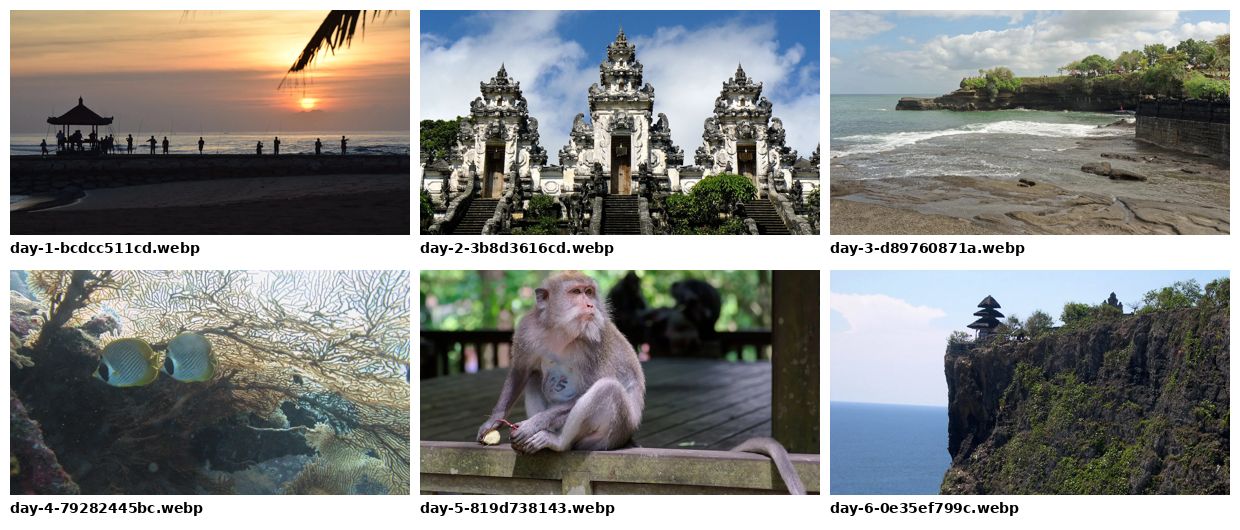 day-1-bcdcc511cd.webp
day-2-3b8d3616cd.webp
day-3-d89760871a.webp
day-4-79282445bc.webp
day-5-819d738143.webp
day-6-0e35ef799c.webp